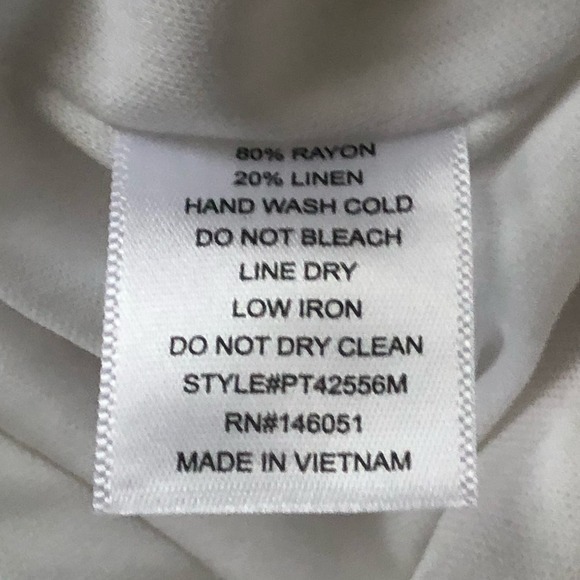 80% RAYON
20% LINEN
HAND WASH COLD
DO NOT BLEACH
LINE DRY
LOW IRON
DO NOT DRY CLEAN
STYLE#PT42556M
RN#146051
MADE IN VIETNAM